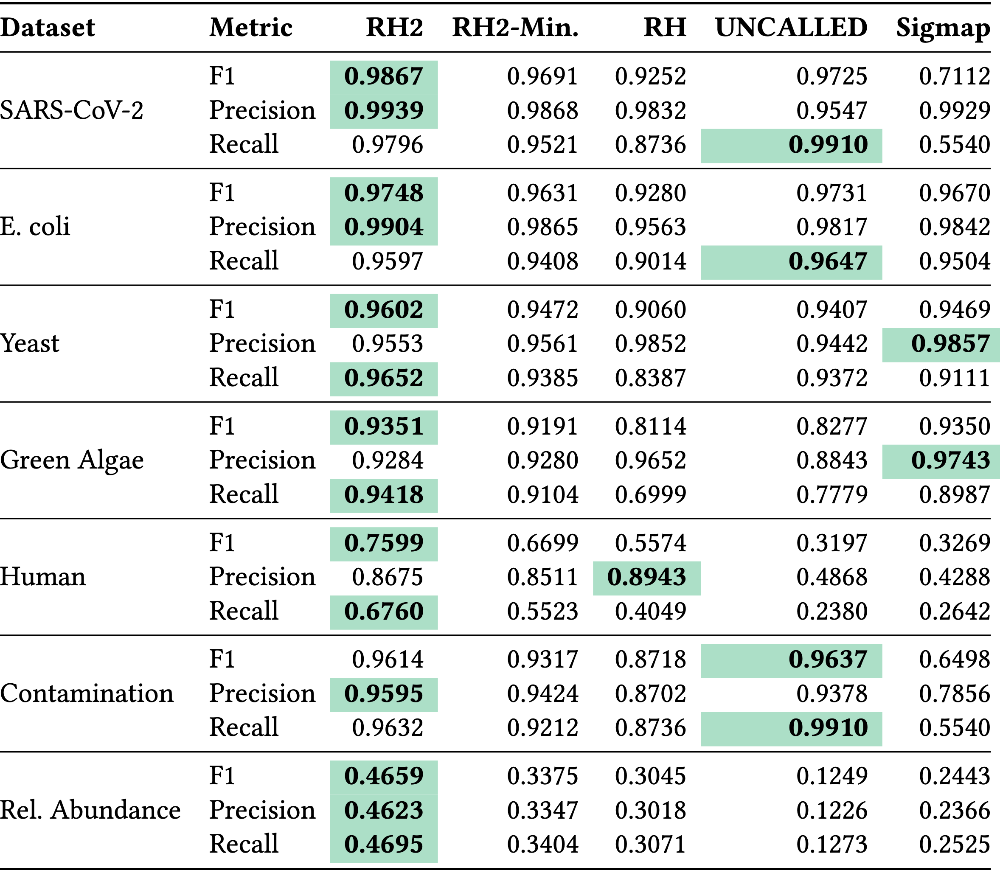 Dataset Metric RH2 RH2-Min. RH UNCALLED Sigmap
F1 0.9867 0.9691 0.9252 0.9725 0.7112
SARS-CoV-2 Precision 0.9939 0.9868 0.9832 0.9547 0.9929
Recall 0.9796 0.9521 0.8736 0.9910 0.5540
F1 0.9748 0.9631 0.9280 0.9731 0.9670
E. coli Precision 0.9904 0.9865 0.9563 0.9817 0.9842
Recall 0.9597 0.9408 0.9014 0.9647 0.9504
F1 0.9602 0.9472 0.9060 0.9407 0.9469
Yeast Precision 0.9553 0.9561 0.9852 0.9442 0.9857
Recall 0.9652 0.9385 0.8387 0.9372 0.9111
F1 0.9351 0.9191 0.8114 0.8277 0.9350
Green Algae Precision 0.9284 0.9280 0.9652 0.8843 0.9743
Recall 0.9418 0.9104 0.6999 0.7779 0.8987
F1 0.7599 0.6699 0.5574 0.3197 0.3269
Human Precision 0.8675 0.8511 0.8943 0.4868 0.4288
Recall 0.6760 0.5523 0.4049 0.2380 0.2642
F1 0.9614 0.9317 0.8718 0.9637 0.6498
Contamination Precision 0.9595 0.9424 0.8702 0.9378 0.7856
Recall 0.9632 0.9212 0.8736 0.9910 0.5540
F1 0.4659 0.3375 0.3045 0.1249 0.2443
Rel. Abundance Precision 0.4623 0.3347 0.3018 0.1226 0.2366
Recall 0.4695 0.3404 0.3071 0.1273 0.2525